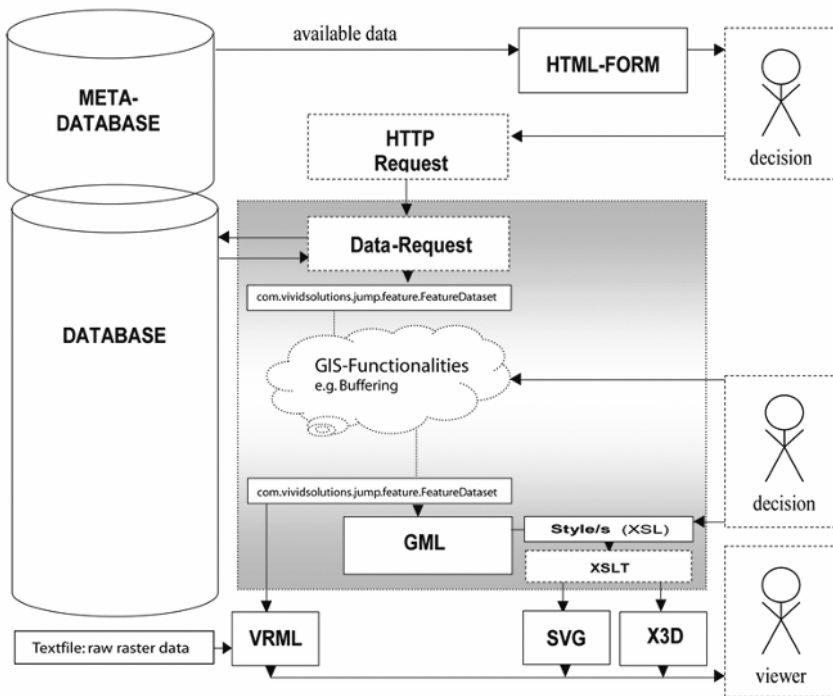 available data
HTML-FORM
META-
DATABASE
decision
HTTP
Request
Data-Request
com.vividsolutions.jump.feature.FeatureDataset
DATABASE
GIS-Functionalities
e.g. Buffering
decision
com.vividsolutions.jump.feature.FeatureDataset
GML
Style/s (XSL)
XSLT
Textfile: raw raster data
VRML
SVG
X3D
viewer